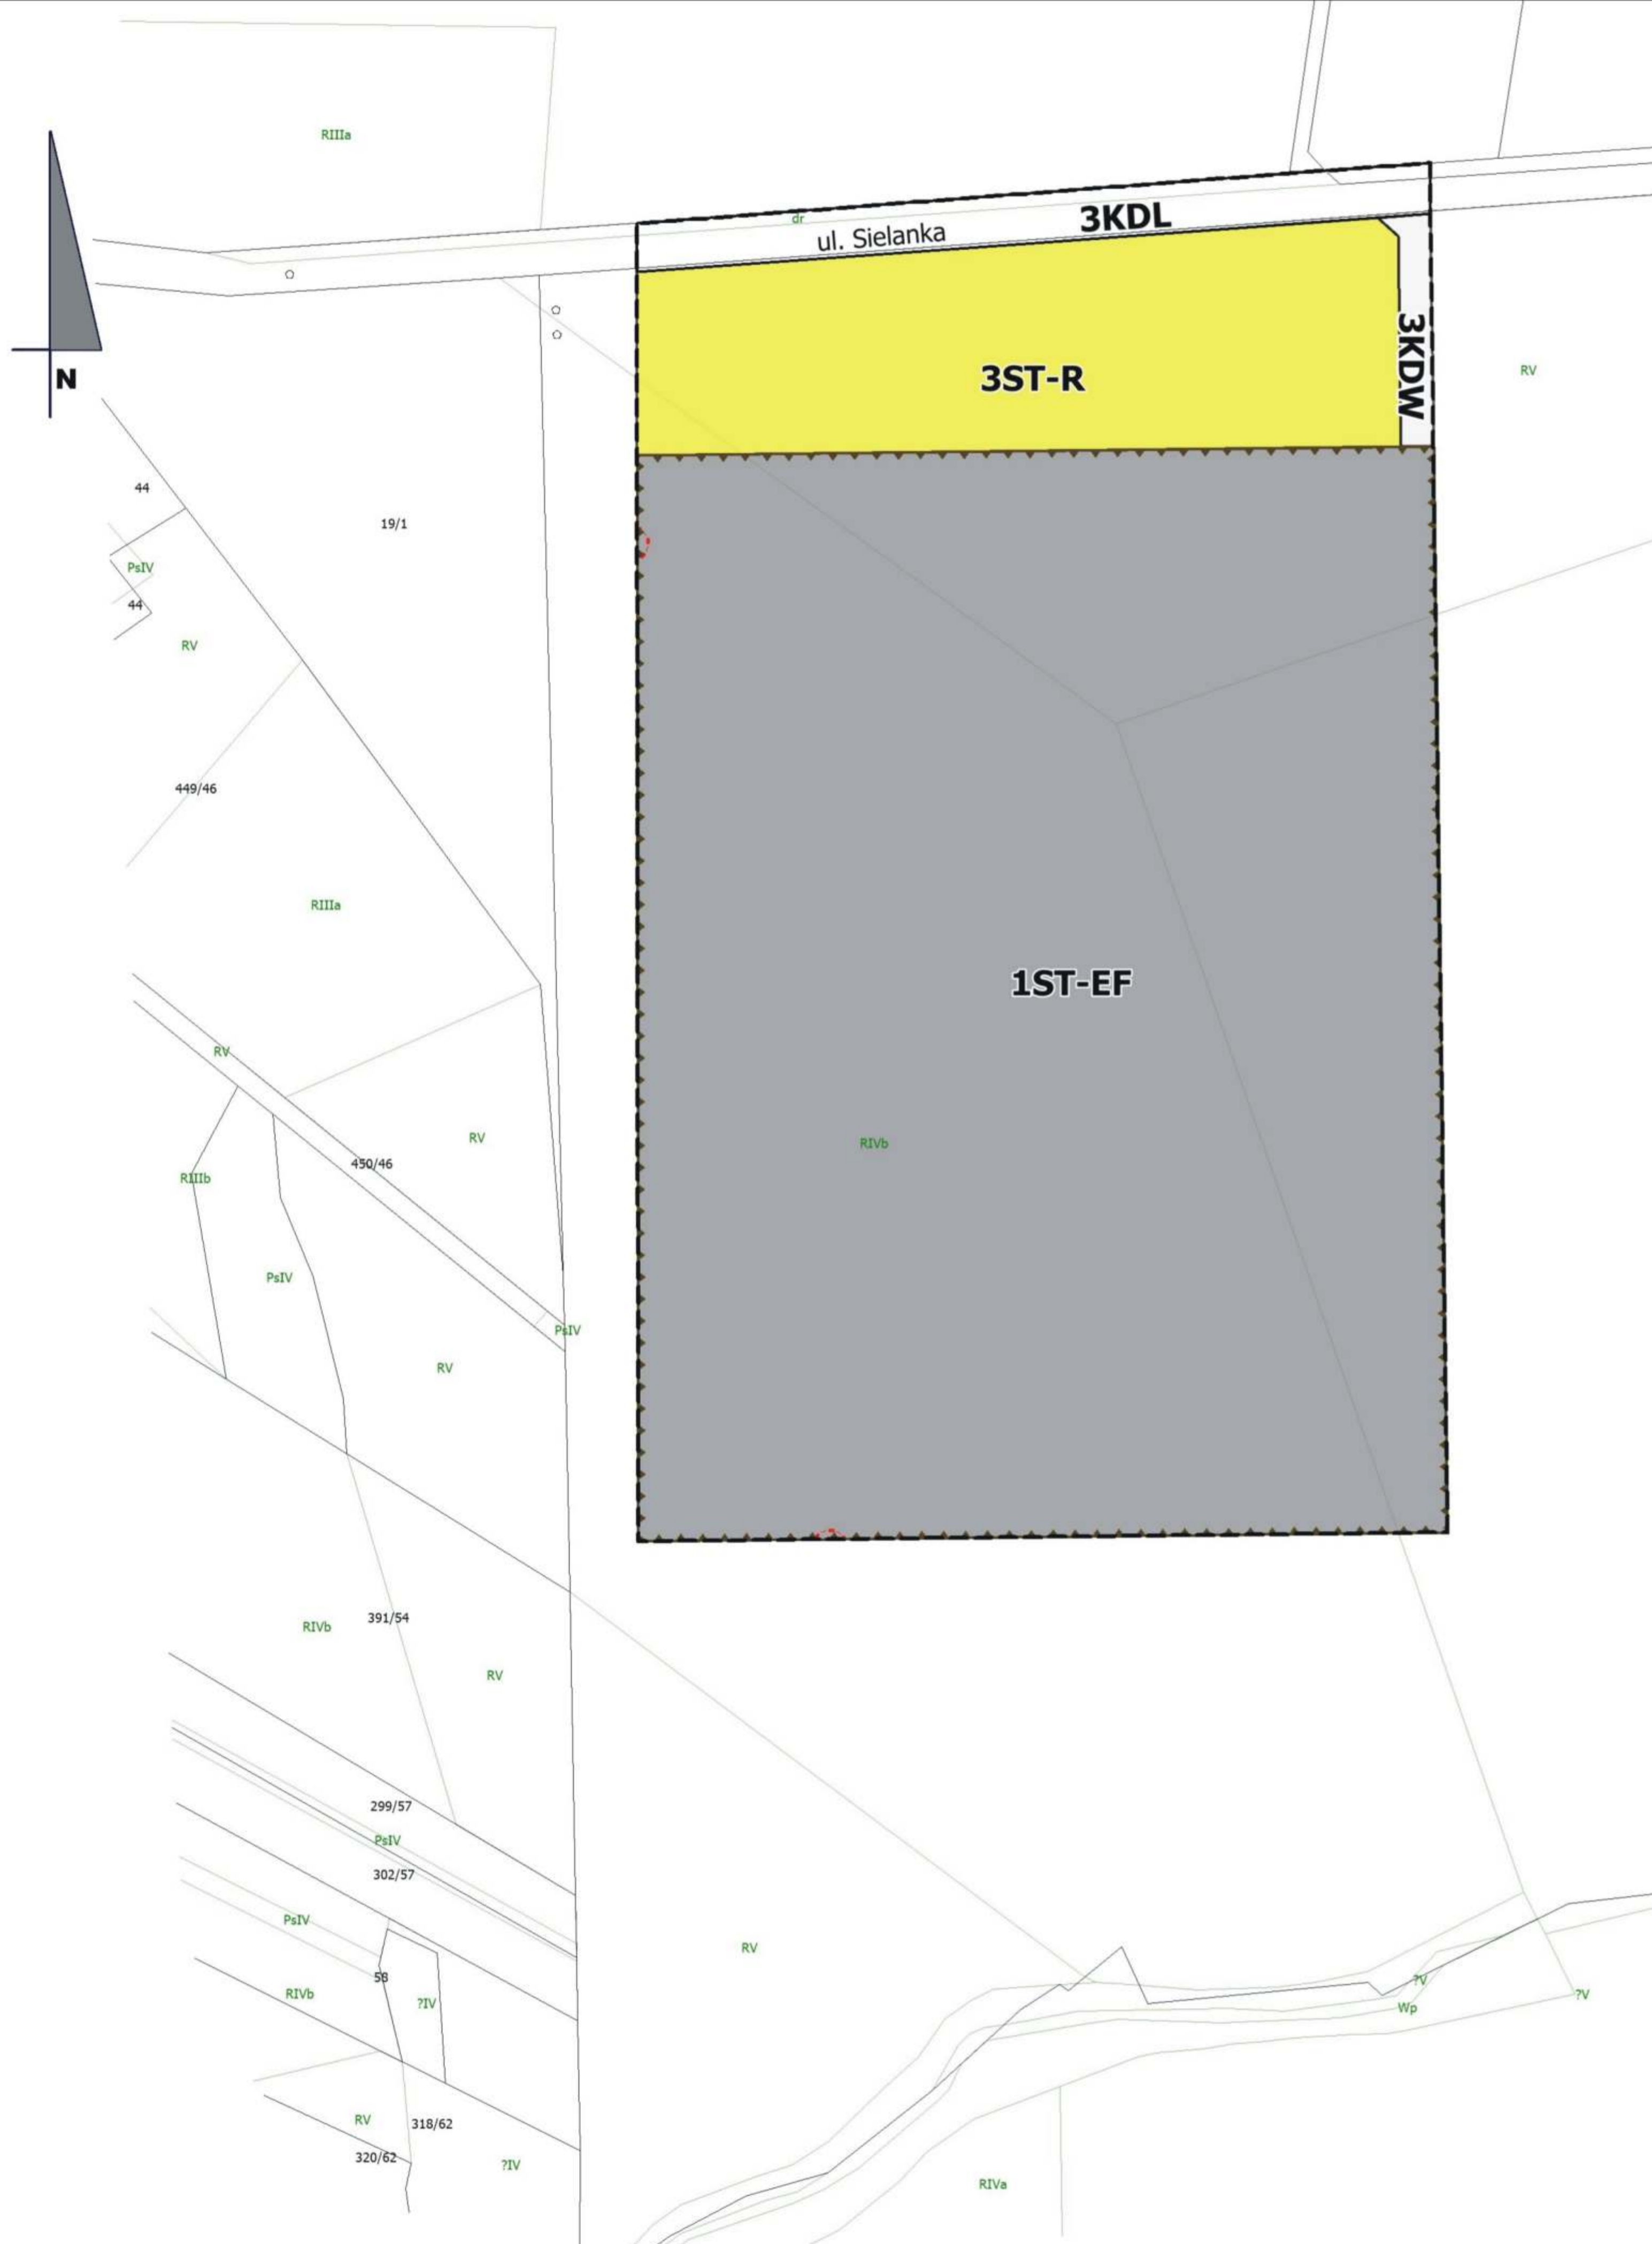 RIIIa
dr
ul. Sielanka
3KDL
N
3KDW
RV
3ST-R
44
19/1
PsIV
44
RV
449/46
RIIIa
1ST-EF
RV
RV
RIVb
450/46
RIIIb
PsIV
PsIV
RV
391/54
RIVb
RV
299/57
PsIV
302/57
PsIV
RV
58
?V
RIVb
?IV
Wp
?V
RV
318/62
320/62
?IV
RIVa